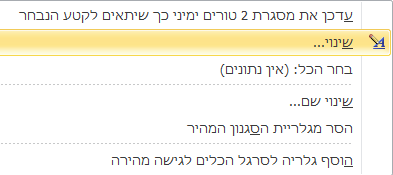 עדכן את מסגרת 2 טורים ימיני כך שיתאים לקטע הנבחר
שינוי...
בחר הכל: (אין נתונים)
שינוי שם...
הסר מגלריית הסגנון המהיר
הוסף גלריה לסרגל הכלים לגישה מהירה